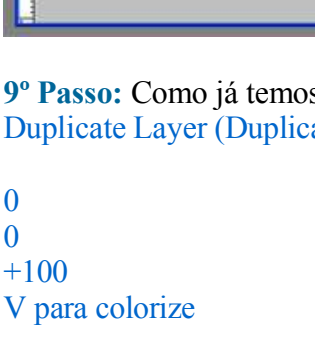 9º Passo: Como já temos
Duplicate Layer (Duplica
0
0
+100
V para colorize